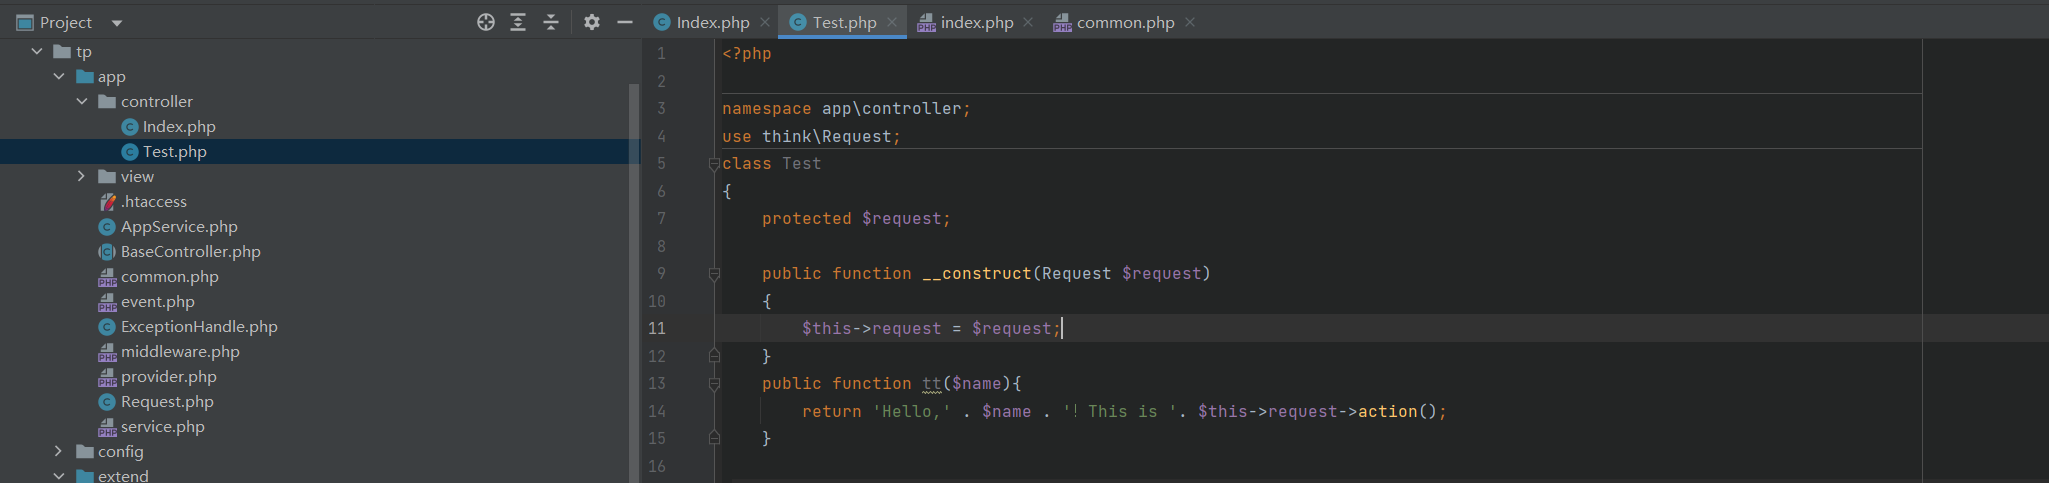 Project
tp
app
controller
Index.php
Test.php
view
.htaccess
AppService.php
BaseController.php
common.php
event.php
ExceptionHandle.php
middleware.php
provider.php
Request.php
service.php
config
extend
Index.php Test.php index.php common.php
1 <?php
2
3 namespace app\controller;
4 use think\Request;
5 class Test
6 {
7     protected $request;
8
9     public function __construct(Request $request)
10     {
11         $this->request = $request;
12     }
13     public function tt($name){
14         return 'Hello,' . $name . '! This is '. $this->request->action();
15     }
16